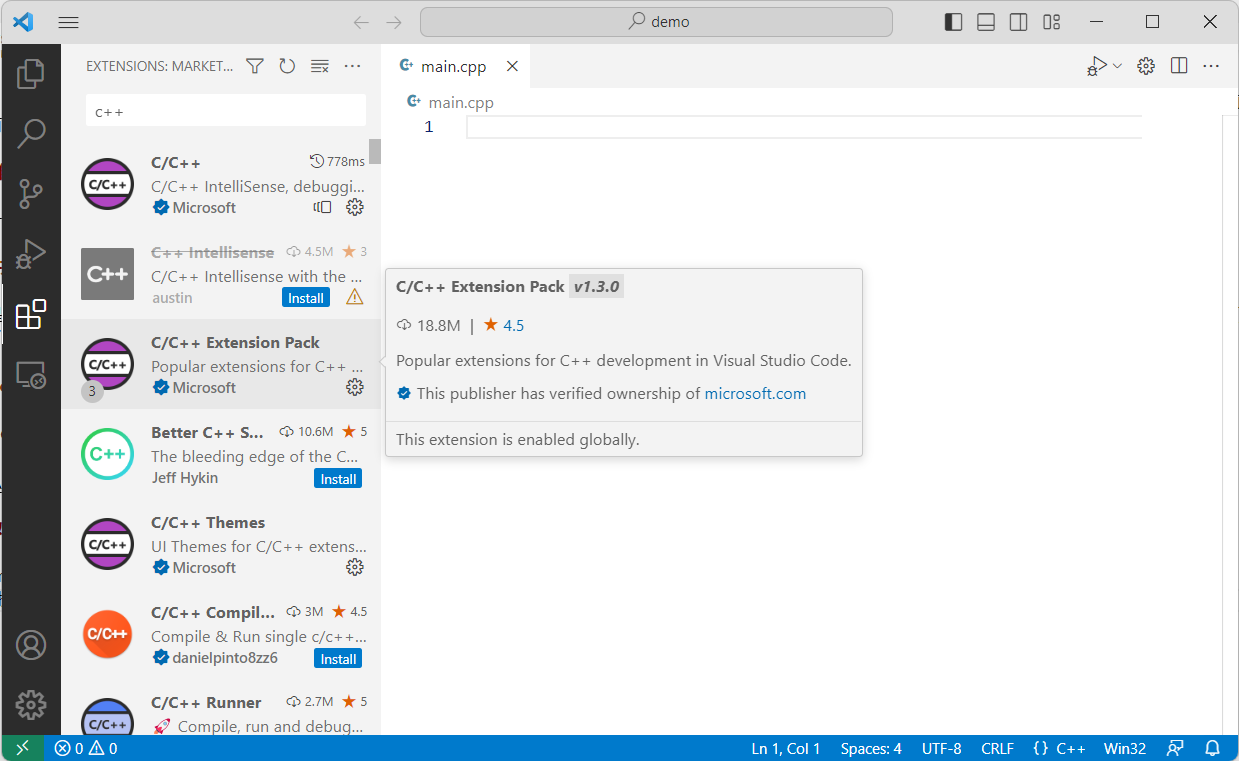 demo
EXTENSIONS: MARKET...
main.cpp
c++
main.cpp
1
C/C++
C/C++
778ms
C/C++ IntelliSense, debuggi...
Microsoft
C++
C++ Intellisense
4.5M
3
C/C++ Intellisense with the ...
austin
Install
C/C++
3
C/C++ Extension Pack
Popular extensions for C++ ...
Microsoft
C/C++ Extension Pack v1.3.0
18.8M | 4.5
Popular extensions for C++ development in Visual Studio Code.
This publisher has verified ownership of microsoft.com
This extension is enabled globally.
C++
Better C++ S...
10.6M
5
The bleeding edge of the C...
Jeff Hykin
Install
C/C++
C/C++ Themes
UI Themes for C/C++ extens...
Microsoft
C/C++
C/C++ Compil...
3M
4.5
Compile & Run single c/c++...
danielpinto8zz6
Install
C/C++
C/C++ Runner
2.7M
5
Compile, run and debug...
0
0
Ln 1, Col 1
Spaces: 4
UTF-8
CRLF
{} C++
Win32